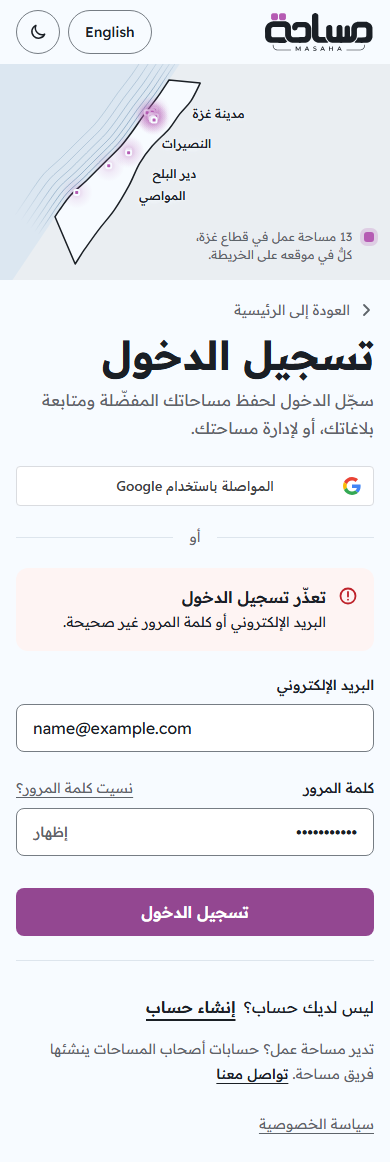 مساحة
MASAHA
English
مدينة غزة
النصيرات
دير البلح
المواصي
13 مساحة عمل في قطاع غزة،
كلٌّ في موقعه على الخريطة.
العودة إلى الرئيسية
تسجيل الدخول
سجّل الدخول لحفظ مساحاتك المفضّلة ومتابعة
بلاغاتك، أو لإدارة مساحتك.
المواصلة باستخدام Google
أو
تعذّر تسجيل الدخول
البريد الإلكتروني أو كلمة المرور غير صحيحة.
البريد الإلكتروني
name@example.com
كلمة المرور
نسيت كلمة المرور؟
•••••••••••
إظهار
تسجيل الدخول
ليس لديك حساب؟ إنشاء حساب
تدير مساحة عمل؟ حسابات أصحاب المساحات ينشئها
فريق مساحة. تواصل معنا
سياسة الخصوصية